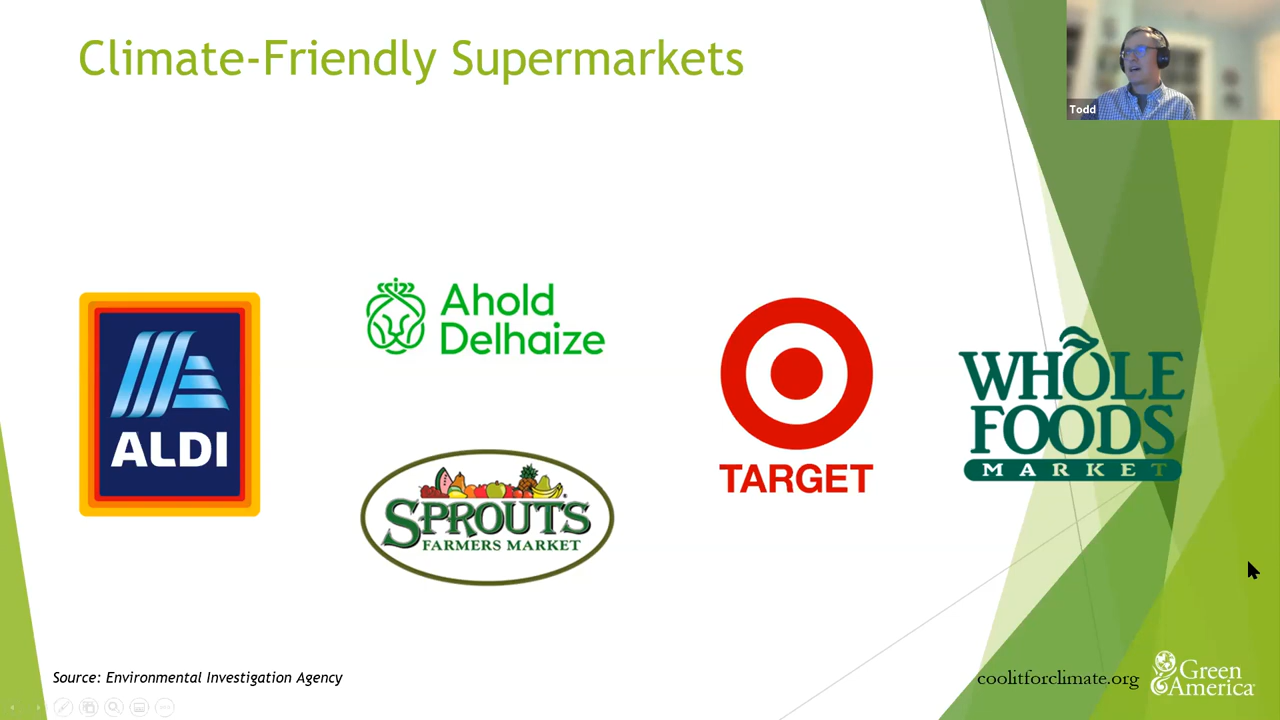 Climate-Friendly Supermarkets
Todd
ALDI
Ahold
Delhaize
SPROUTS
FARMERS MARKET
TARGET
WHOLE
FOODS
MARKET
Source: Environmental Investigation Agency
coolitforclimate.org
Green
America